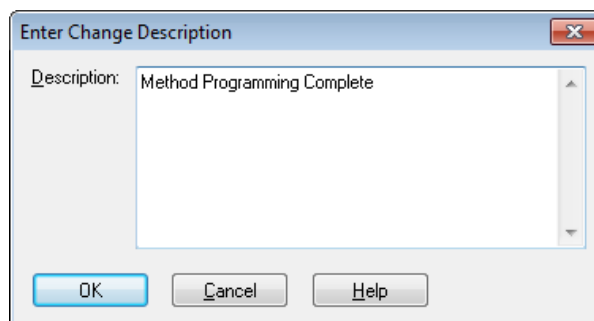 Enter Change Description
Description: Method Programming Complete
OK Cancel Help